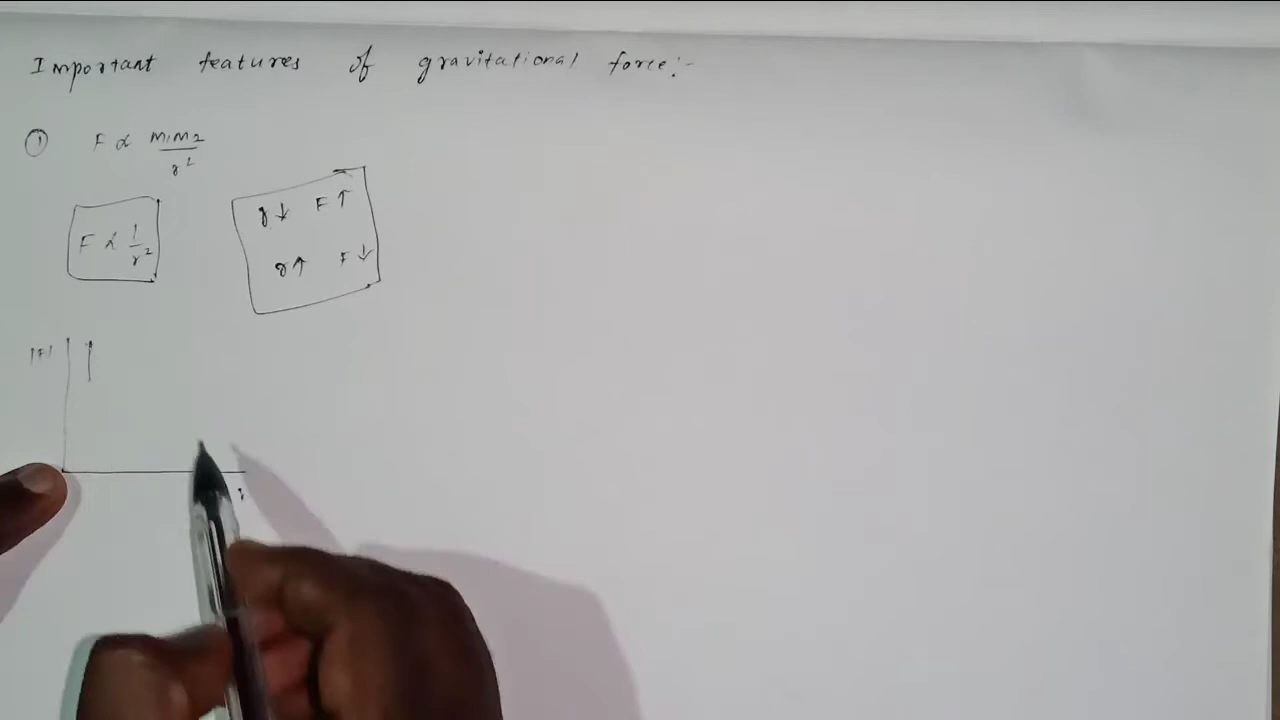 Important features of gravitational force:-
① F ∝ m1m2/r²
F ∝ 1/r²
r↓ F↑
r↑ F↓
|F|
r